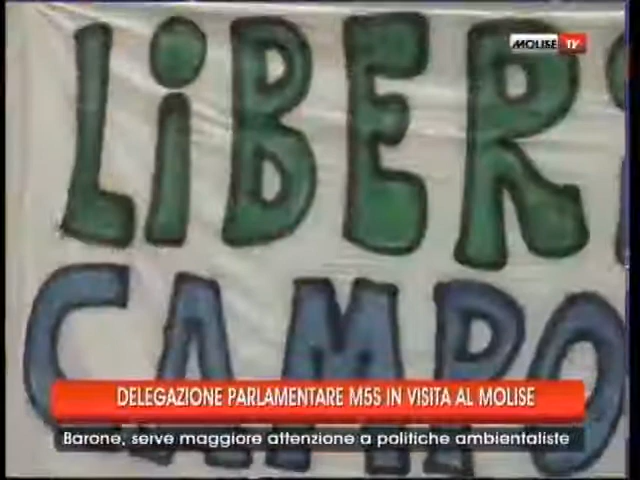 MOLISE TV
LiBER
CAMPO
DELEGAZIONE PARLAMENTARE M5S IN VISITA AL MOLISE
Barone, serve maggiore attenzione a politiche ambientaliste